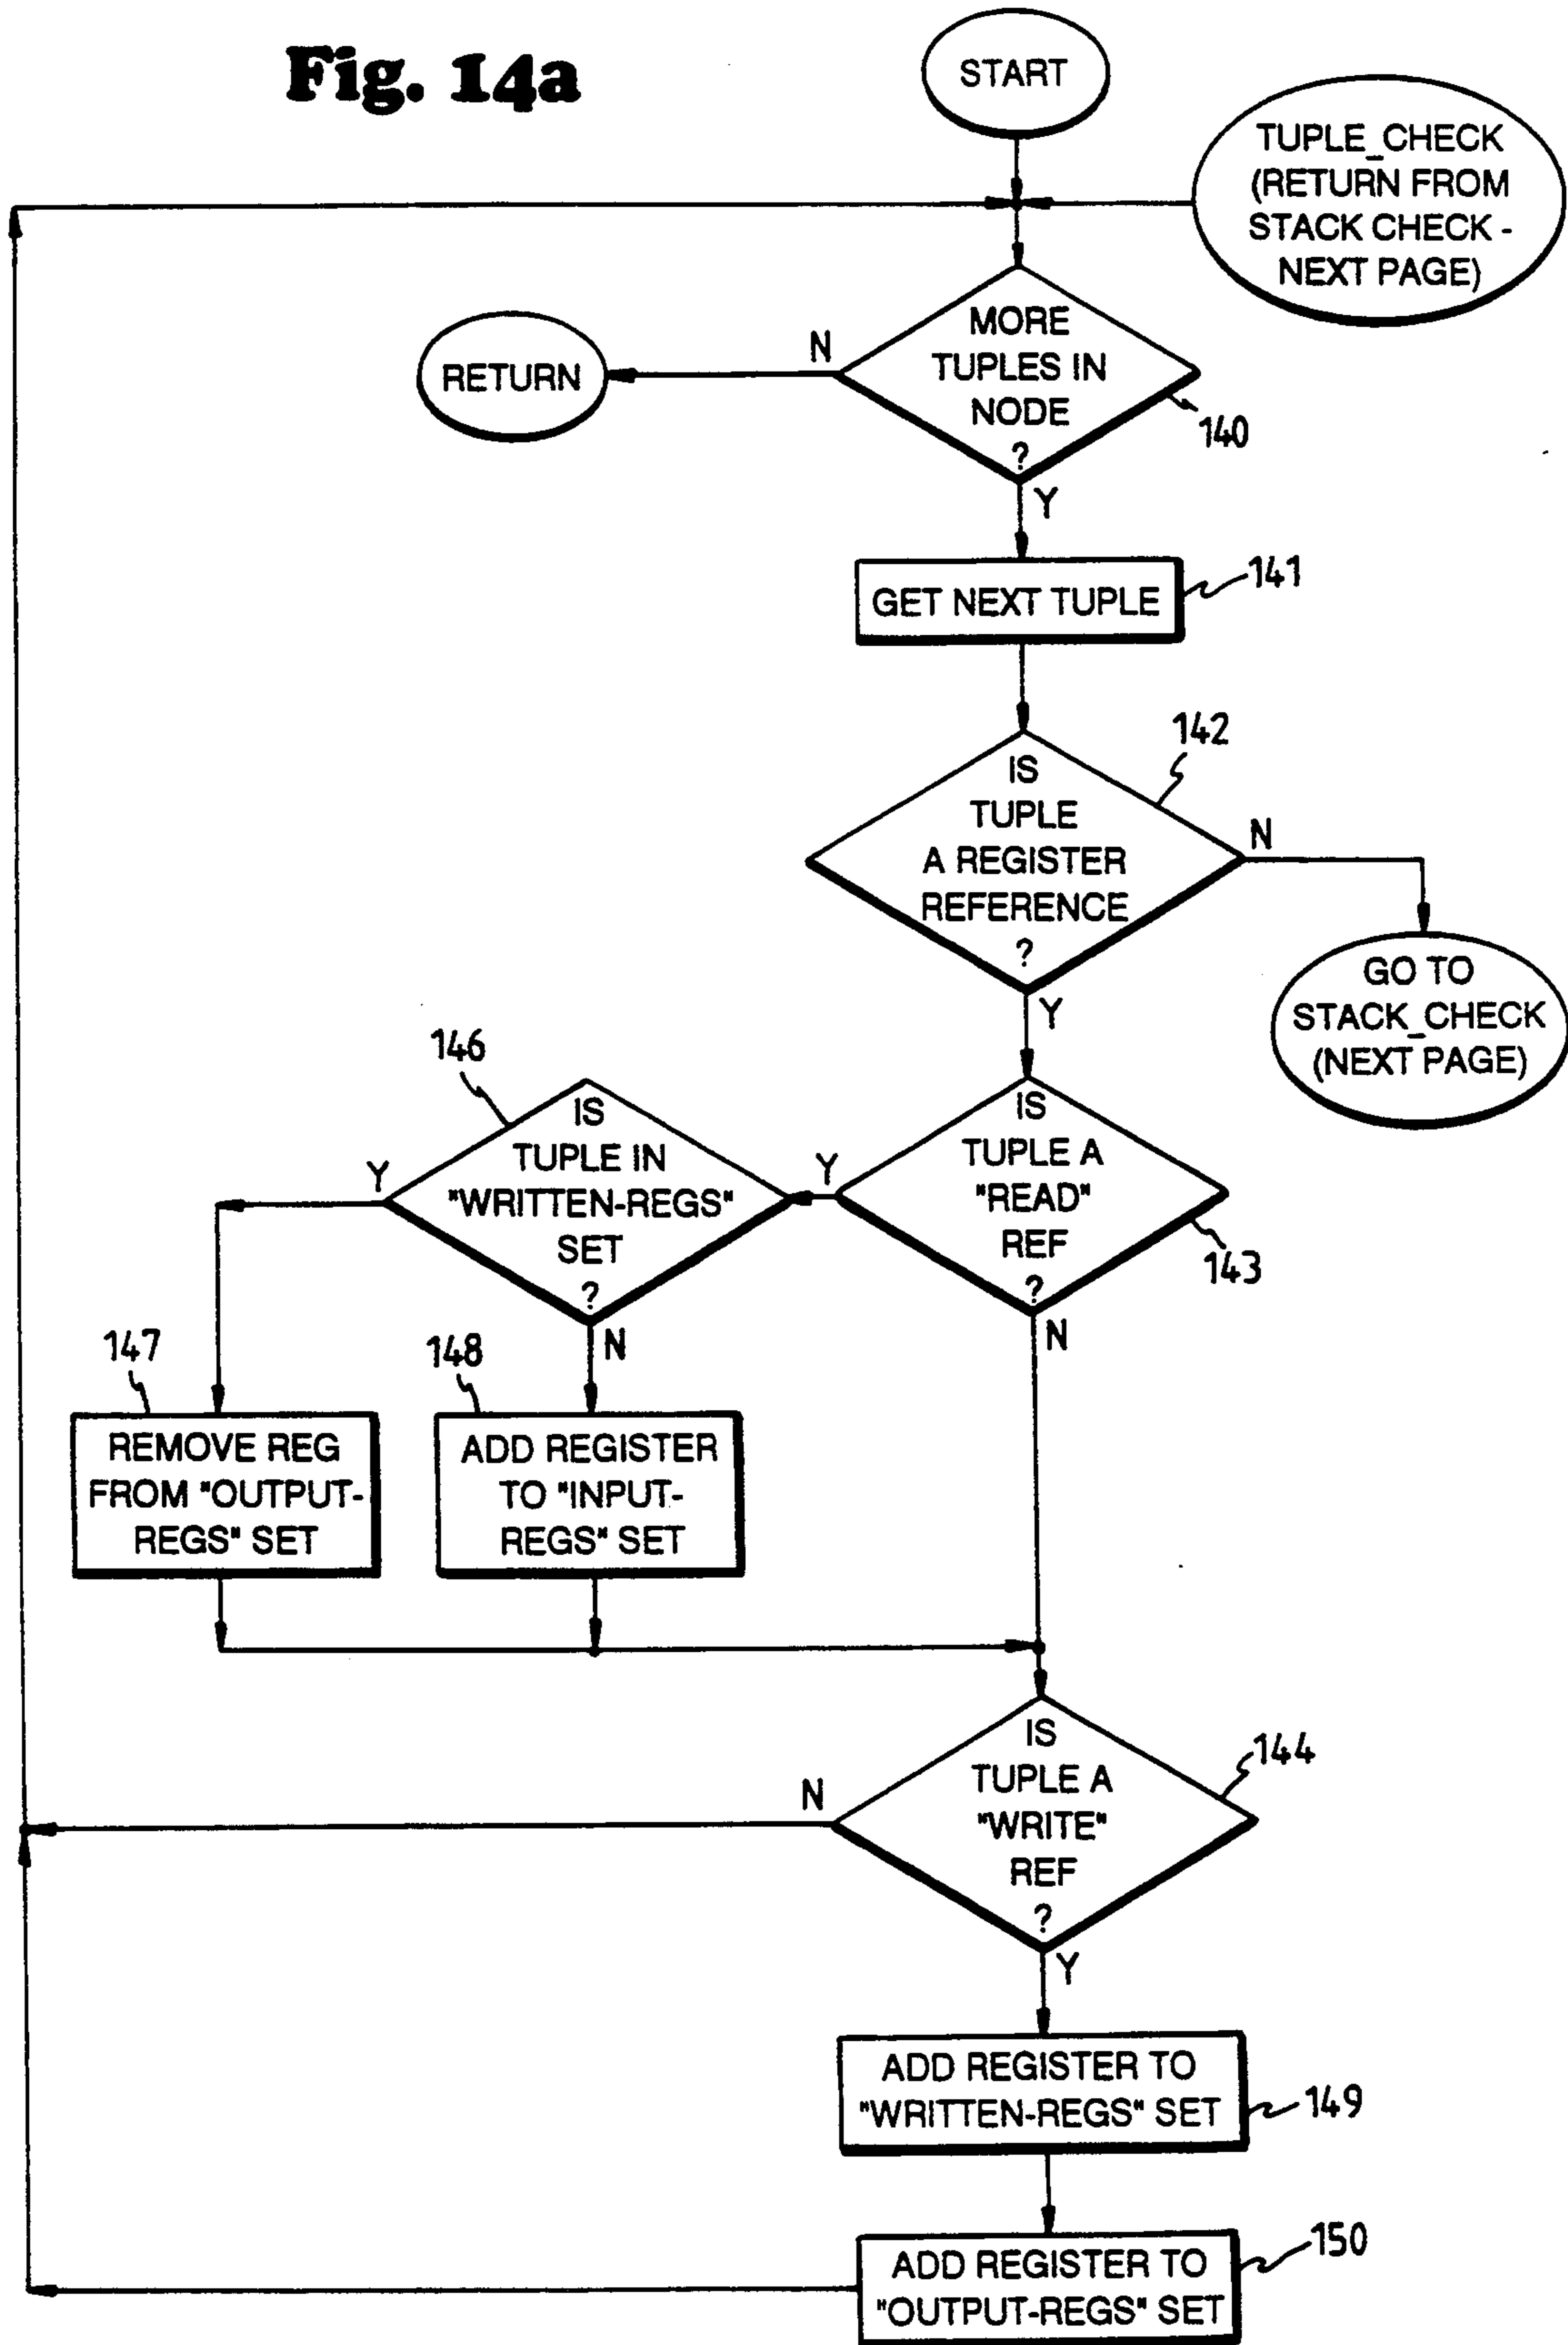 Fig. 14a
START
TUPLE_CHECK
(RETURN FROM
STACK CHECK -
NEXT PAGE)
MORE
TUPLES IN
NODE
?
140
N
RETURN
Y
GET NEXT TUPLE
141
142
IS
TUPLE
A REGISTER
REFERENCE
?
N
GO TO
STACK_CHECK
(NEXT PAGE)
Y
146
IS
TUPLE IN
"WRITTEN-REGS"
SET
?
Y
Y
IS
TUPLE A
"READ"
REF
?
143
N
N
147
REMOVE REG
FROM "OUTPUT-
REGS" SET
148
ADD REGISTER
TO "INPUT-
REGS" SET
IS
TUPLE A
"WRITE"
REF
?
144
N
Y
ADD REGISTER TO
"WRITTEN-REGS" SET
149
ADD REGISTER TO
"OUTPUT-REGS" SET
150